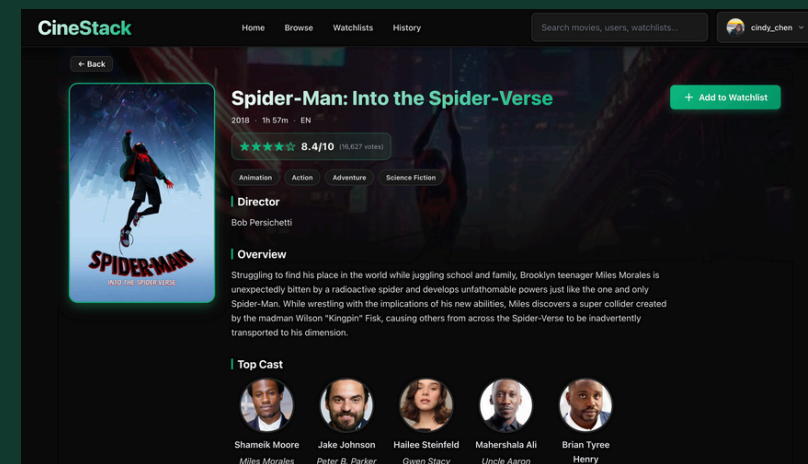 CineStack
Home Browse Watchlists History
Search movies, users, watchlists...
cindy_chen
← Back
Spider-Man: Into the Spider-Verse
+ Add to Watchlist
2018 · 1h 57m · EN
8.4/10 (16,627 votes)
Animation Action Adventure Science Fiction
Director
Bob Persichetti
SPIDER-MAN
INTO THE SPIDER-VERSE
Overview
Struggling to find his place in the world while juggling school and family, Brooklyn teenager Miles Morales is
unexpectedly bitten by a radioactive spider and develops unfathomable powers just like the one and only
Spider-Man. While wrestling with the implications of his new abilities, Miles discovers a super collider created
by the madman Wilson "Kingpin" Fisk, causing others from across the Spider-Verse to be inadvertently
transported to his dimension.
Top Cast
Shameik Moore Jake Johnson Hailee Steinfeld Mahershala Ali Brian Tyree
Henry
Miles Morales Peter B. Parker Gwen Stacy Uncle Aaron